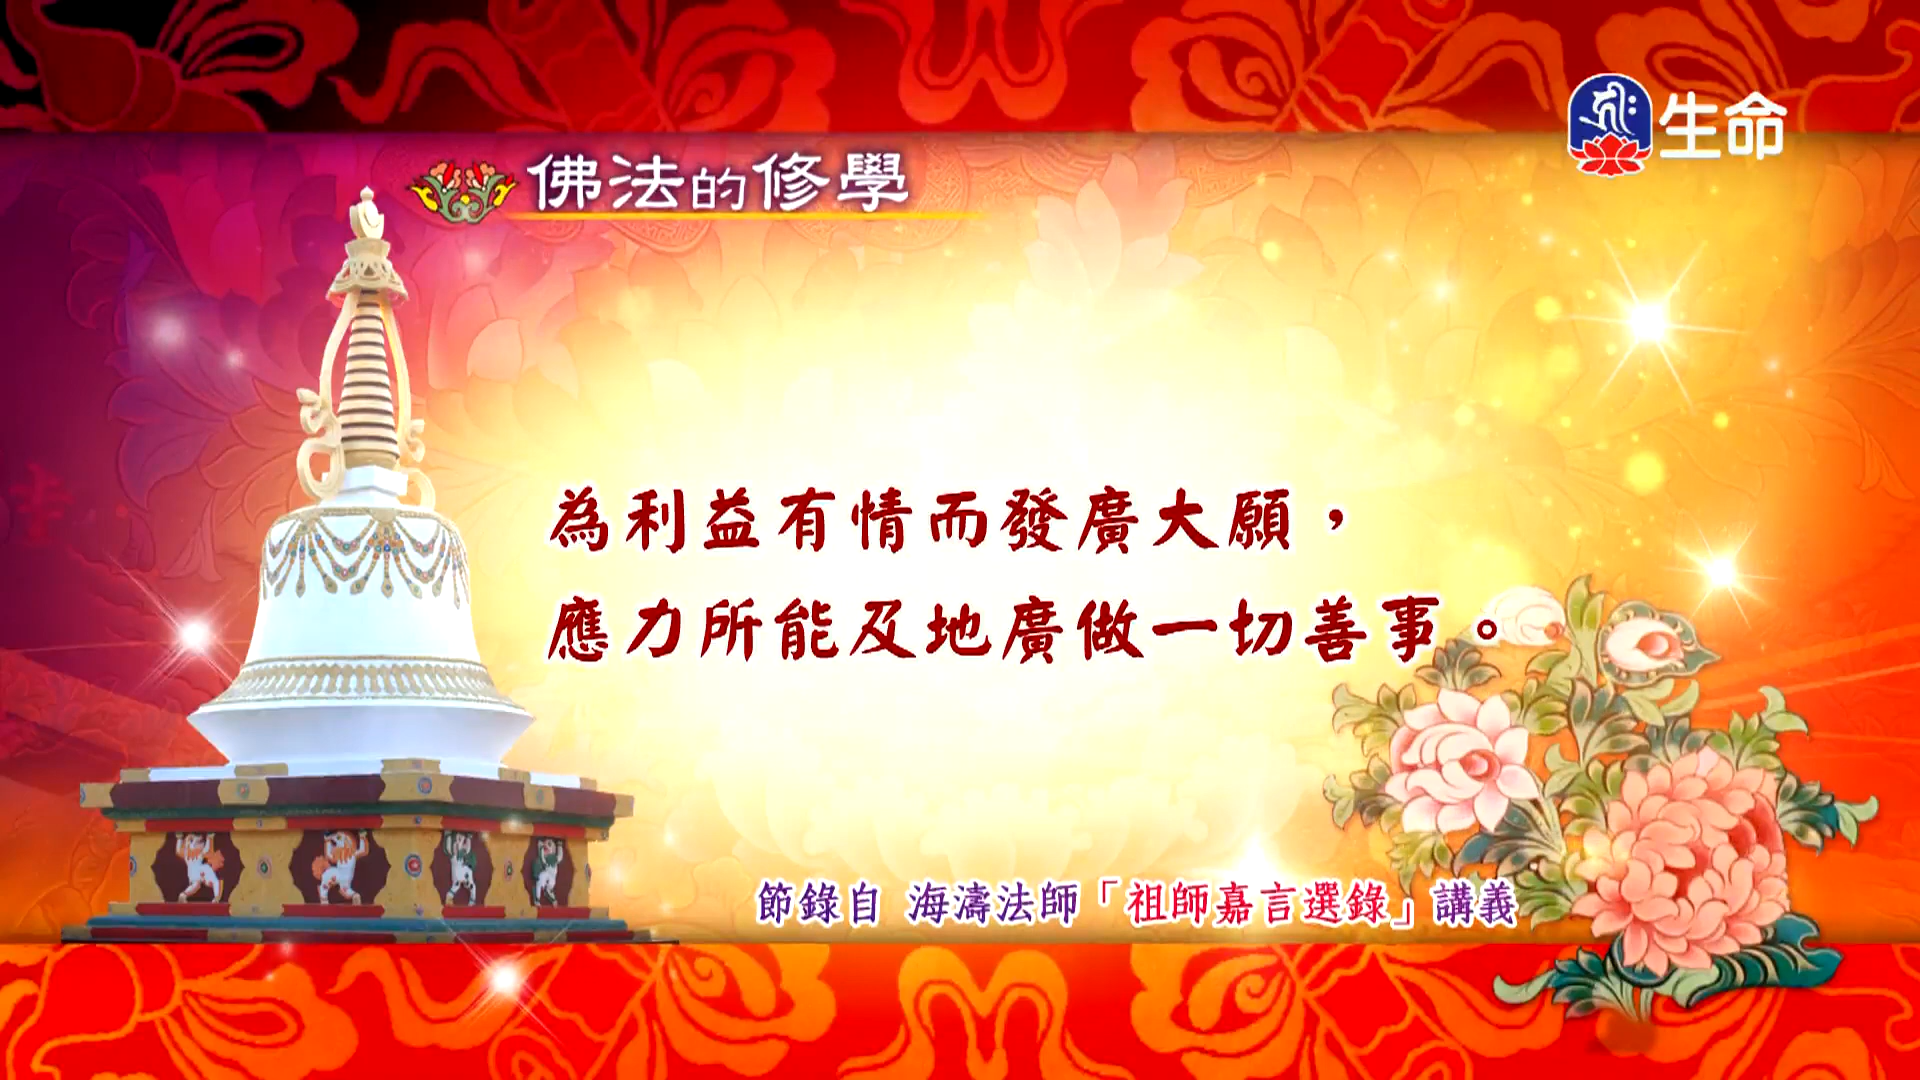 生命
佛法的修學
為利益有情而發廣大願，
應力所能及地廣做一切善事。
節錄自 海濤法師「祖師嘉言選錄」講義